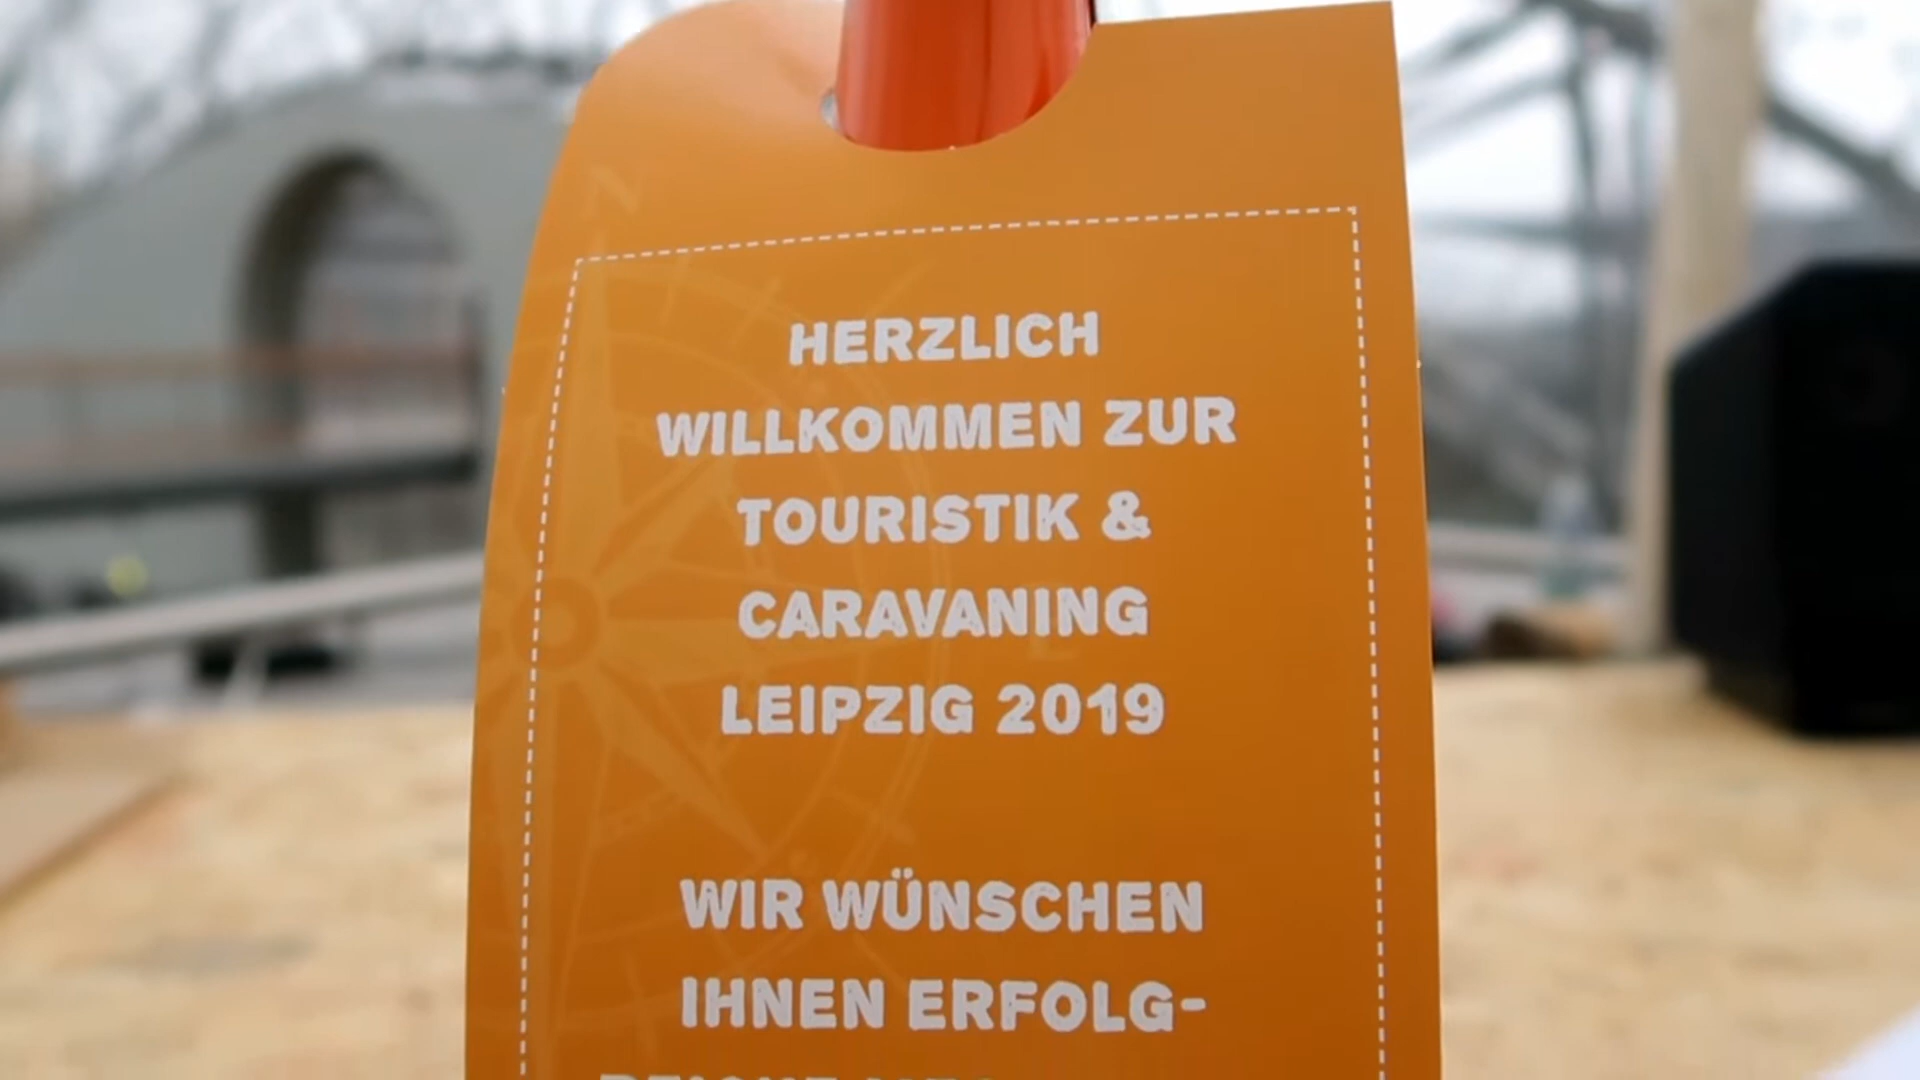 HERZLICH
WILLKOMMEN ZUR
TOURISTIK &
CARAVANING
LEIPZIG 2019
WIR WÜNSCHEN
IHNEN ERFOLG-
N
E